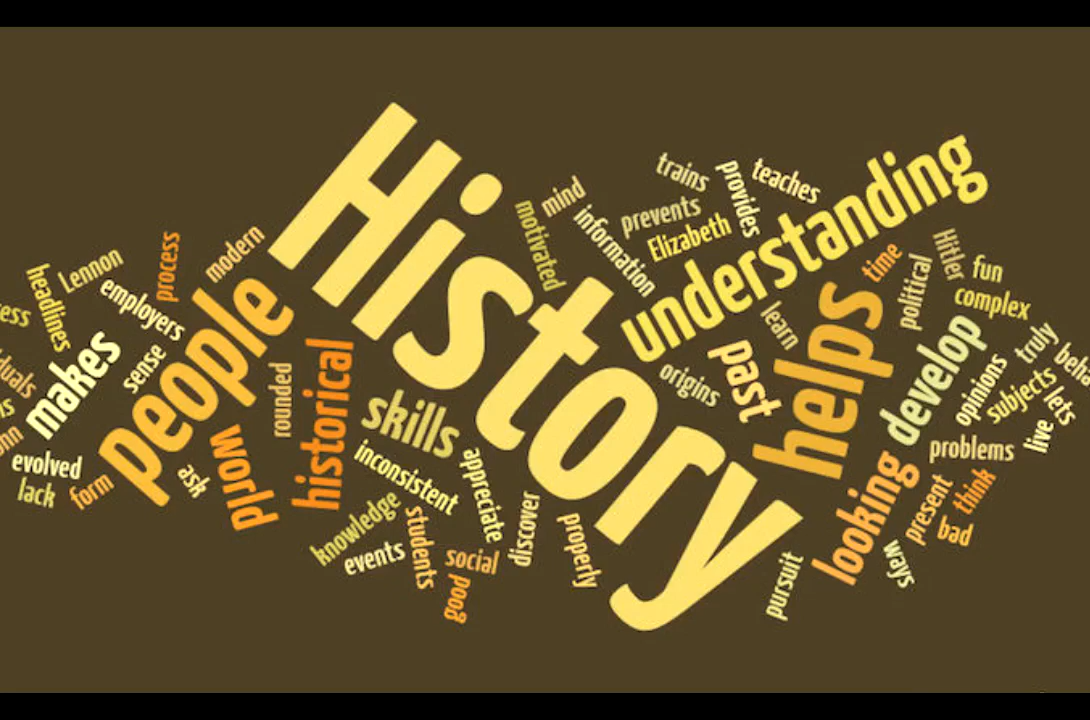 History
understanding
people
helps
historical
world
makes
skills
past
develop
looking
trains
provides
teaches
mind
motivated
information
prevents
Elizabeth
time
Hitler
fun
political
complex
learn
origins
truly
opinions
subjects
lets
live
problems
present
think
bad
ways
pursuit
properly
discover
appreciate
inconsistent
knowledge
events
students
social
good
rounded
ask
modern
process
Lennon
headlines
employers
sense
evolved
lack
form